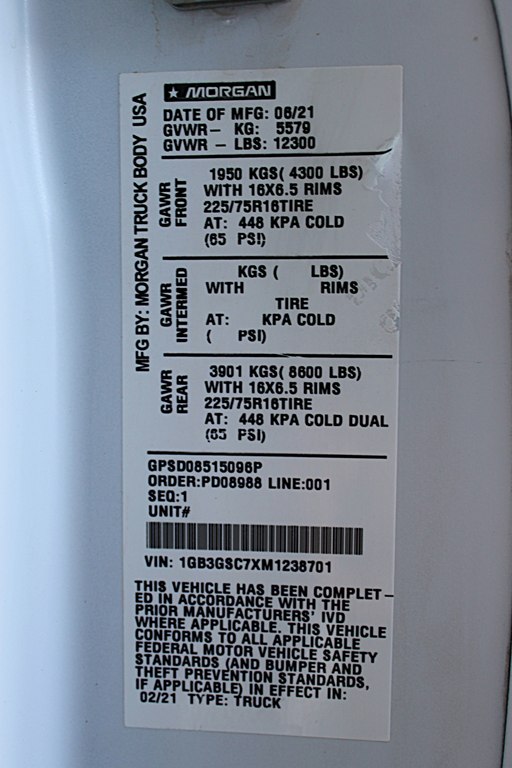 MORGAN
MFG BY: MORGAN TRUCK BODY USA
DATE OF MFG: 06/21
GVWR- KG: 5579
GVWR - LBS: 12300
GAWR FRONT
1950 KGS( 4300 LBS)
WITH 16X6.5 RIMS
225/75R16TIRE
AT: 448 KPA COLD
(65 PSI)
GAWR INTERMED
KGS ( LBS)
WITH RIMS
TIRE
AT: KPA COLD
( PSI)
GAWR REAR
3901 KGS( 8600 LBS)
WITH 16X6.5 RIMS
225/75R16TIRE
AT: 448 KPA COLD DUAL
(65 PSI)
GPSD08515096P
ORDER:PD08988 LINE:001
SEQ:1
UNIT#
VIN: 1GB3GSC7XM1238701
THIS VEHICLE HAS BEEN COMPLET-
ED IN ACCORDANCE WITH THE
PRIOR MANUFACTURERS' IVD
WHERE APPLICABLE. THIS VEHICLE
CONFORMS TO ALL APPLICABLE
FEDERAL MOTOR VEHICLE SAFETY
STANDARDS (AND BUMPER AND
THEFT PREVENTION STANDARDS,
IF APPLICABLE) IN EFFECT IN:
02/21 TYPE: TRUCK